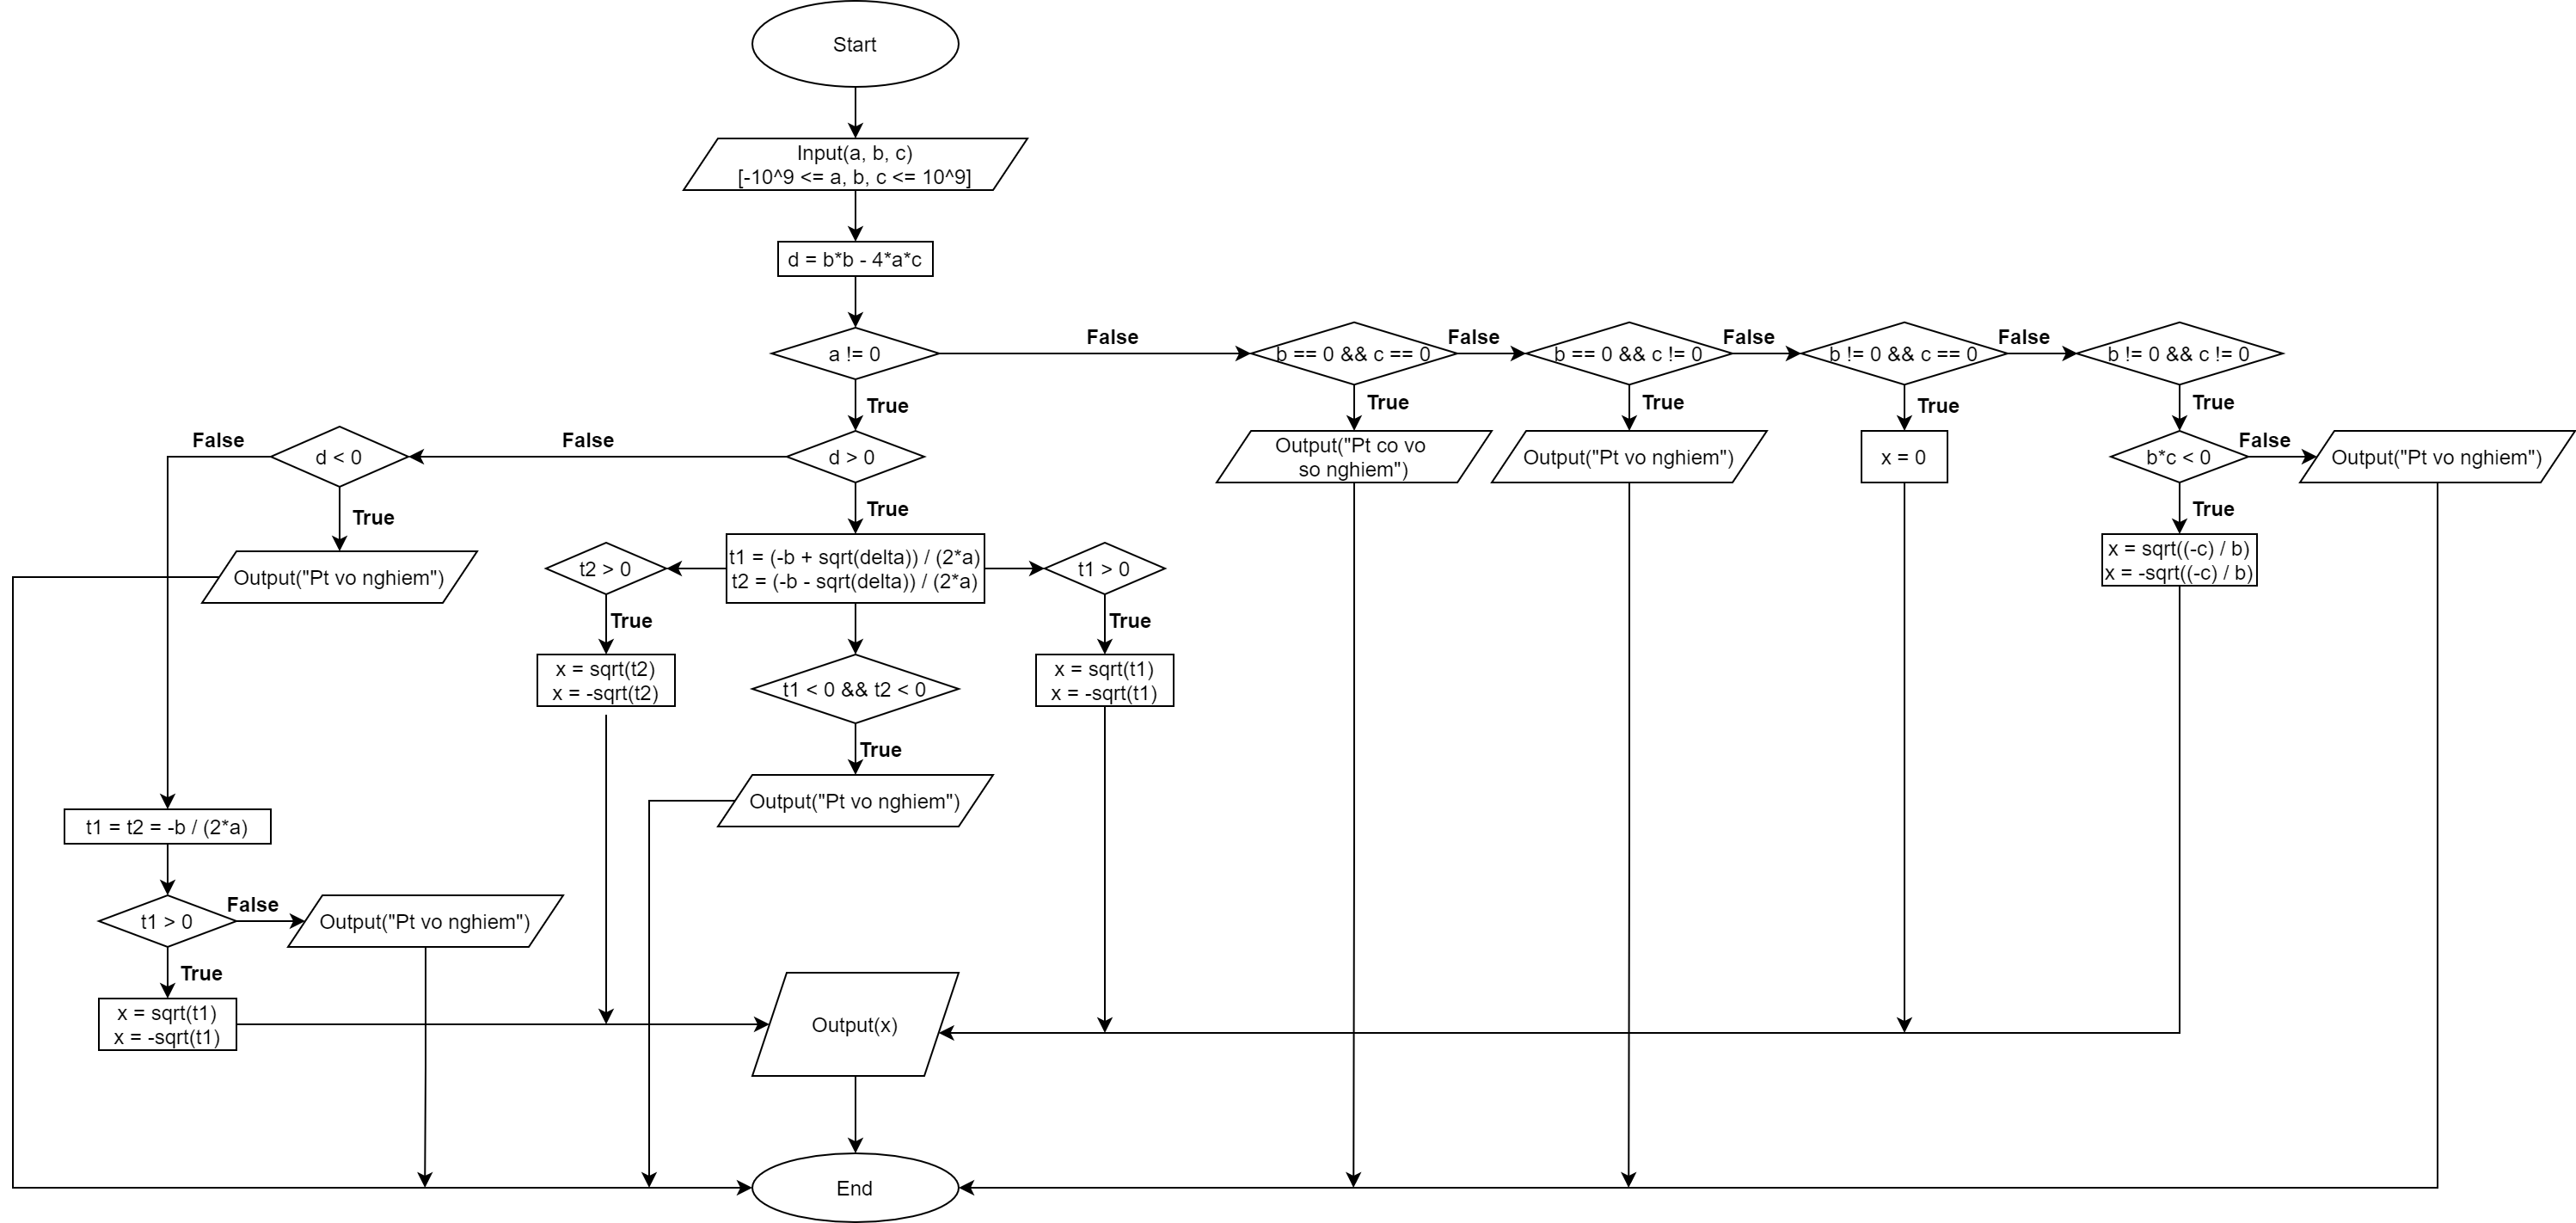 Start
Input(a, b, c)
[-10^9 <= a, b, c <= 10^9]
d = b*b - 4*a*c
a != 0
False
b == 0 && c == 0
False
b == 0 && c != 0
False
b != 0 && c == 0
False
b != 0 && c != 0
True
True
True
True
True
False
d < 0
False
d > 0
Output("Pt co vo
so nghiem")
Output("Pt vo nghiem")
x = 0
b*c < 0
False
Output("Pt vo nghiem")
True
True
True
Output("Pt vo nghiem")
t2 > 0
t1 = (-b + sqrt(delta)) / (2*a)
t2 = (-b - sqrt(delta)) / (2*a)
t1 > 0
x = sqrt((-c) / b)
x = -sqrt((-c) / b)
True
True
x = sqrt(t2)
x = -sqrt(t2)
t1 < 0 && t2 < 0
x = sqrt(t1)
x = -sqrt(t1)
True
Output("Pt vo nghiem")
t1 = t2 = -b / (2*a)
t1 > 0
False
Output("Pt vo nghiem")
True
x = sqrt(t1)
x = -sqrt(t1)
Output(x)
End